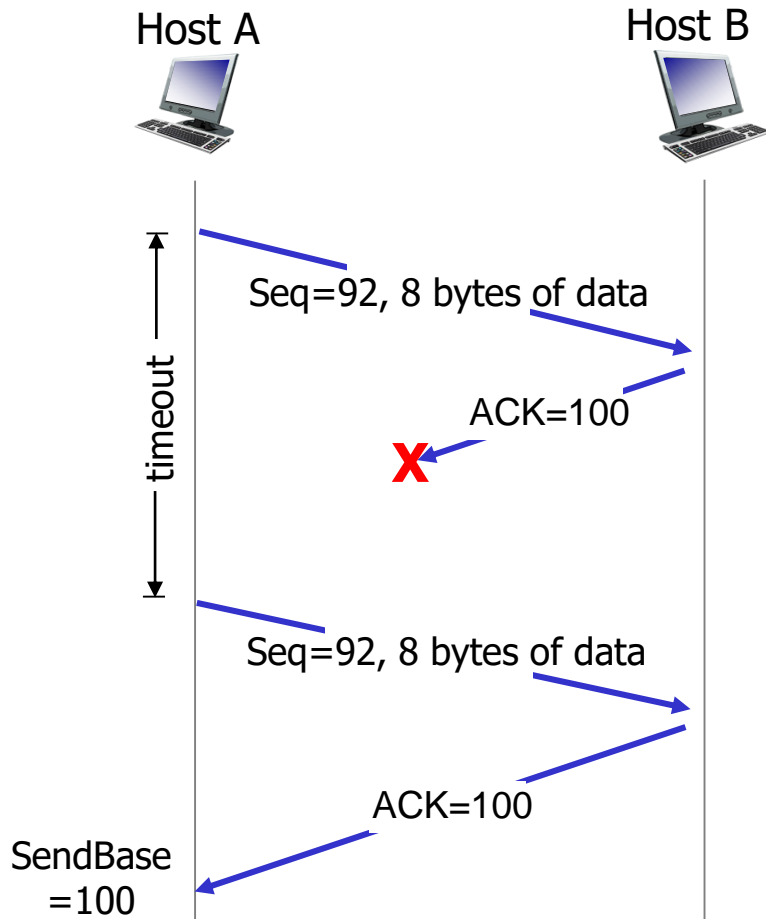 Host A
Host B
Seq=92, 8 bytes of data
ACK=100
X
timeout
Seq=92, 8 bytes of data
ACK=100
SendBase
=100